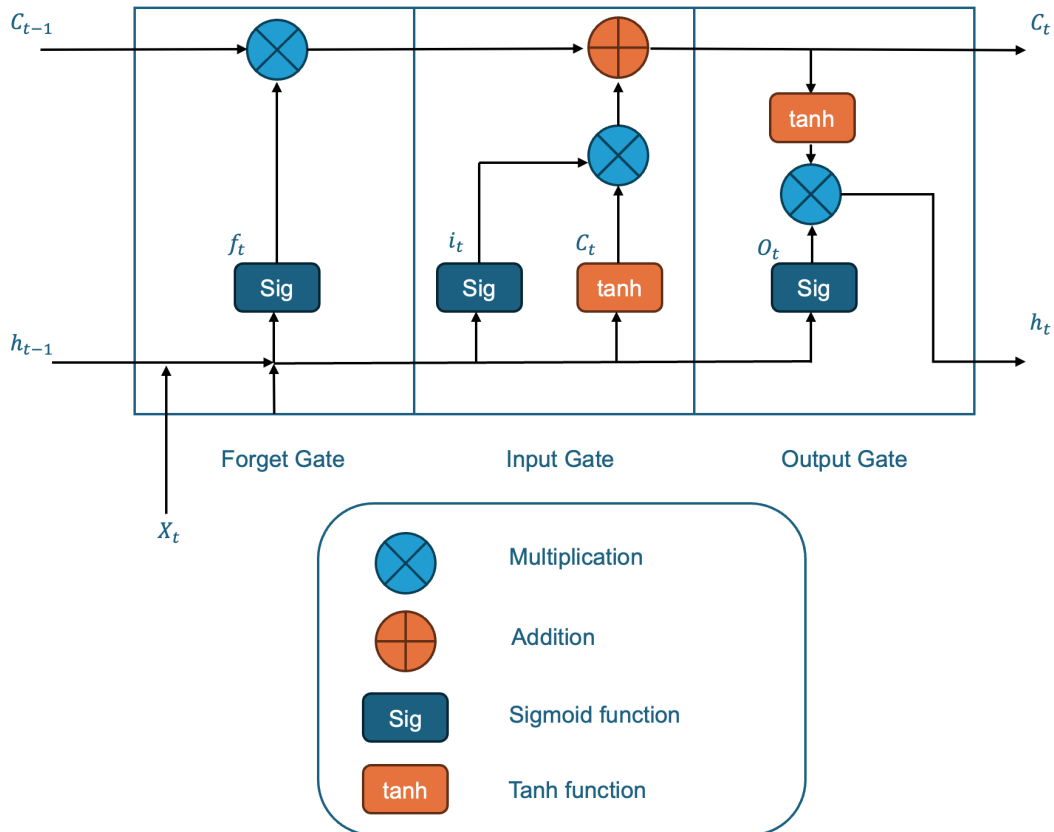 C_{t-1}
C_t
tanh
f_t
i_t
C_t
O_t
Sig
Sig
tanh
Sig
h_{t-1}
h_t
Forget Gate
Input Gate
Output Gate
X_t
Multiplication
Addition
Sig
Sigmoid function
tanh
Tanh function